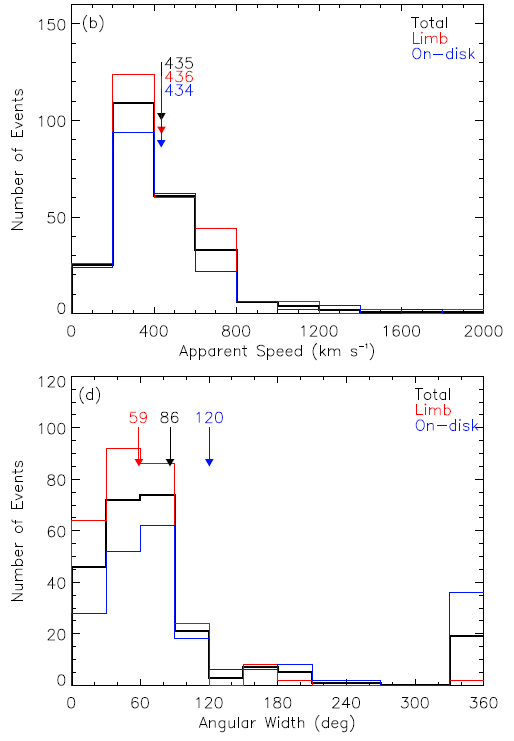 (b)
Total
Limb
On-disk
435
436
434
150
100
50
0
Number of Events
0 400 800 1200 1600 2000
Apparent Speed (km s⁻¹)
(d)
Total
Limb
On-disk
59 86 120
120
100
80
60
40
20
0
Number of Events
0 60 120 180 240 300 360
Angular Width (deg)